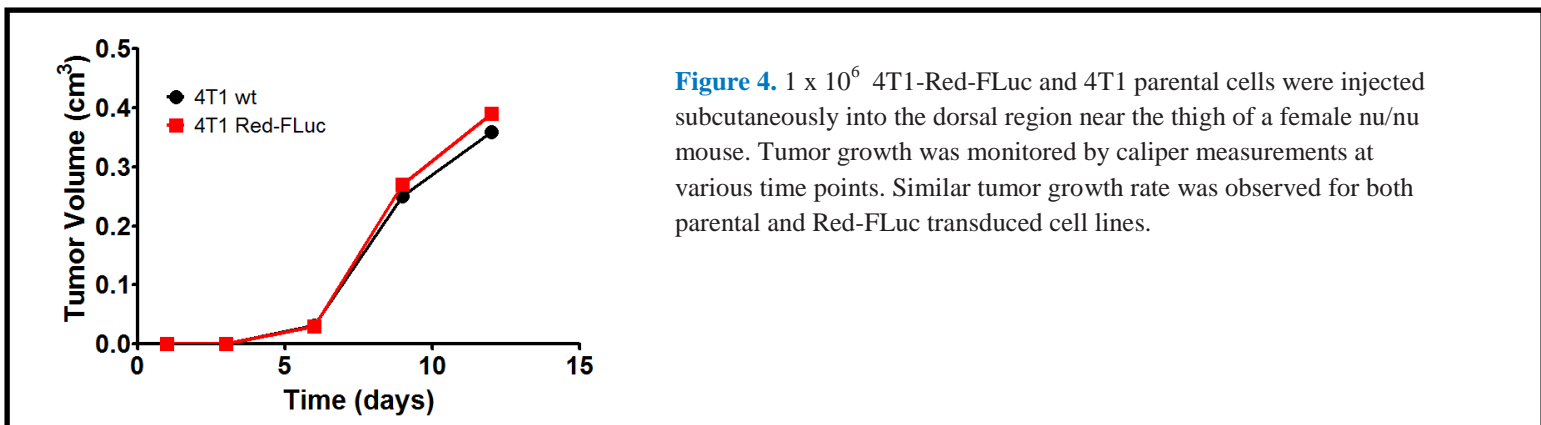 0.5
0.4
0.3
0.2
0.1
0.0
Tumor Volume (cm³)
4T1 wt
4T1 Red-FLuc
0
5
10
15
Time (days)
Figure 4. 1 x 10⁶ 4T1-Red-FLuc and 4T1 parental cells were injected
subcutaneously into the dorsal region near the thigh of a female nu/nu
mouse. Tumor growth was monitored by caliper measurements at
various time points. Similar tumor growth rate was observed for both
parental and Red-FLuc transduced cell lines.